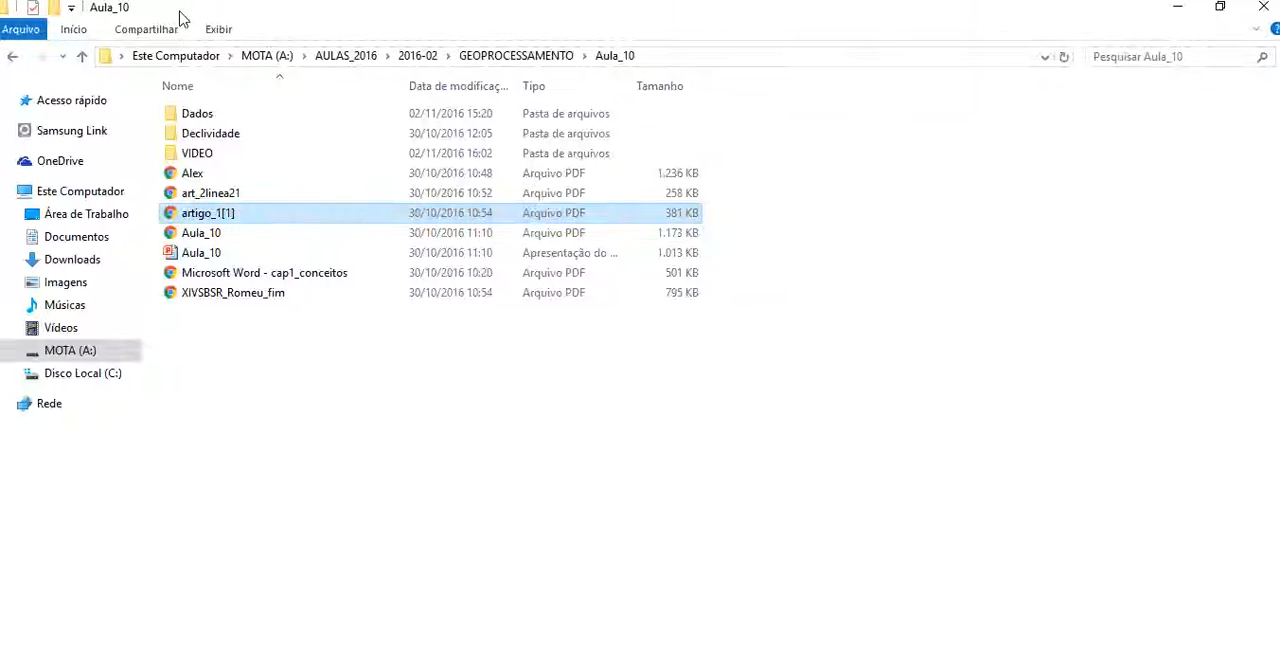 Aula_10
Arquivo Início Compartilhar Exibir
Este Computador MOTA (A:) AULAS_2016 2016-02 GEOPROCESSAMENTO Aula_10 Pesquisar Aula_10
Nome Data de modificaç... Tipo Tamanho
Acesso rápido
Samsung Link
OneDrive
Este Computador
Área de Trabalho
Documentos
Downloads
Imagens
Músicas
Vídeos
MOTA (A:)
Disco Local (C:)
Rede
Dados 02/11/2016 15:20 Pasta de arquivos
Declividade 30/10/2016 12:05 Pasta de arquivos
VIDEO 02/11/2016 16:02 Pasta de arquivos
Alex 30/10/2016 10:48 Arquivo PDF 1.236 KB
art_2linea21 30/10/2016 10:52 Arquivo PDF 258 KB
artigo_1[1] 30/10/2016 10:54 Arquivo PDF 381 KB
Aula_10 30/10/2016 11:10 Arquivo PDF 1.173 KB
Aula_10 30/10/2016 11:10 Apresentação do ... 1.013 KB
Microsoft Word - cap1_conceitos 30/10/2016 10:20 Arquivo PDF 501 KB
XIVSBSR_Romeu_fim 30/10/2016 10:54 Arquivo PDF 795 KB